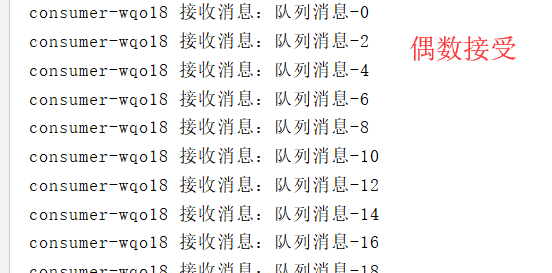 consumer-wqo18 接收消息：队列消息-0
consumer-wqo18 接收消息：队列消息-2
偶数接受
consumer-wqo18 接收消息：队列消息-4
consumer-wqo18 接收消息：队列消息-6
consumer-wqo18 接收消息：队列消息-8
consumer-wqo18 接收消息：队列消息-10
consumer-wqo18 接收消息：队列消息-12
consumer-wqo18 接收消息：队列消息-14
consumer-wqo18 接收消息：队列消息-16
consumer-wqo18 接收消息：队列消息-18